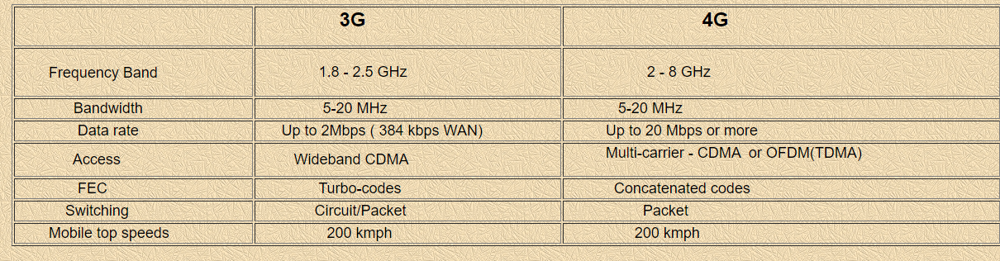 3G 4G
Frequency Band 1.8 - 2.5 GHz 2 - 8 GHz
Bandwidth 5-20 MHz 5-20 MHz
Data rate Up to 2Mbps ( 384 kbps WAN) Up to 20 Mbps or more
Access Wideband CDMA Multi-carrier - CDMA or OFDM(TDMA)
FEC Turbo-codes Concatenated codes
Switching Circuit/Packet Packet
Mobile top speeds 200 kmph 200 kmph